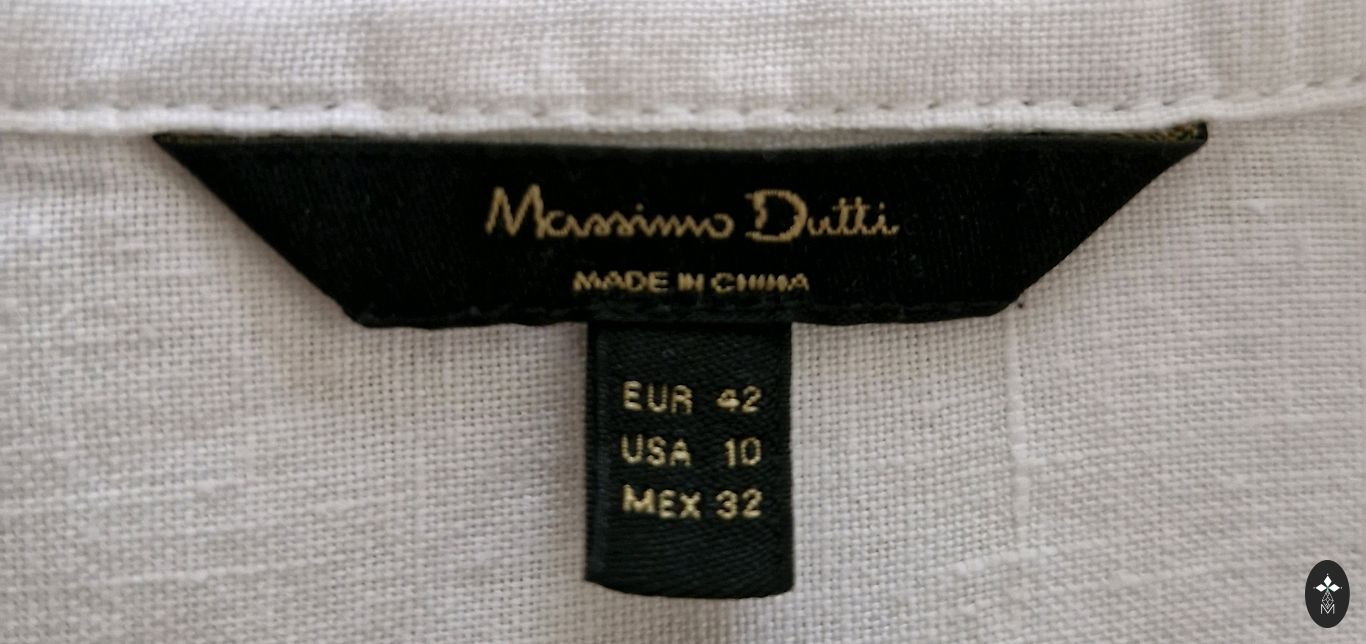 Massimo Dutti
MADE IN CHINA
EUR 42
USA 10
MEX 32
M